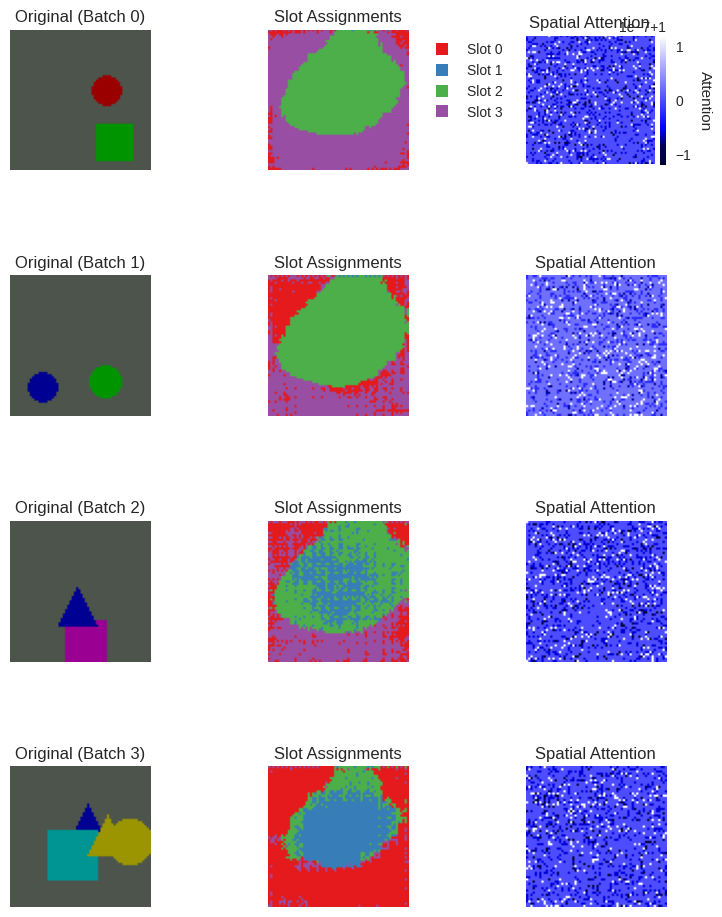 Original (Batch 0)
Slot Assignments
Slot 0
Slot 1
Slot 2
Slot 3
Spatial Attention
1e−7+1
1
0
−1
Attention
Original (Batch 1)
Slot Assignments
Spatial Attention
Original (Batch 2)
Slot Assignments
Spatial Attention
Original (Batch 3)
Slot Assignments
Spatial Attention